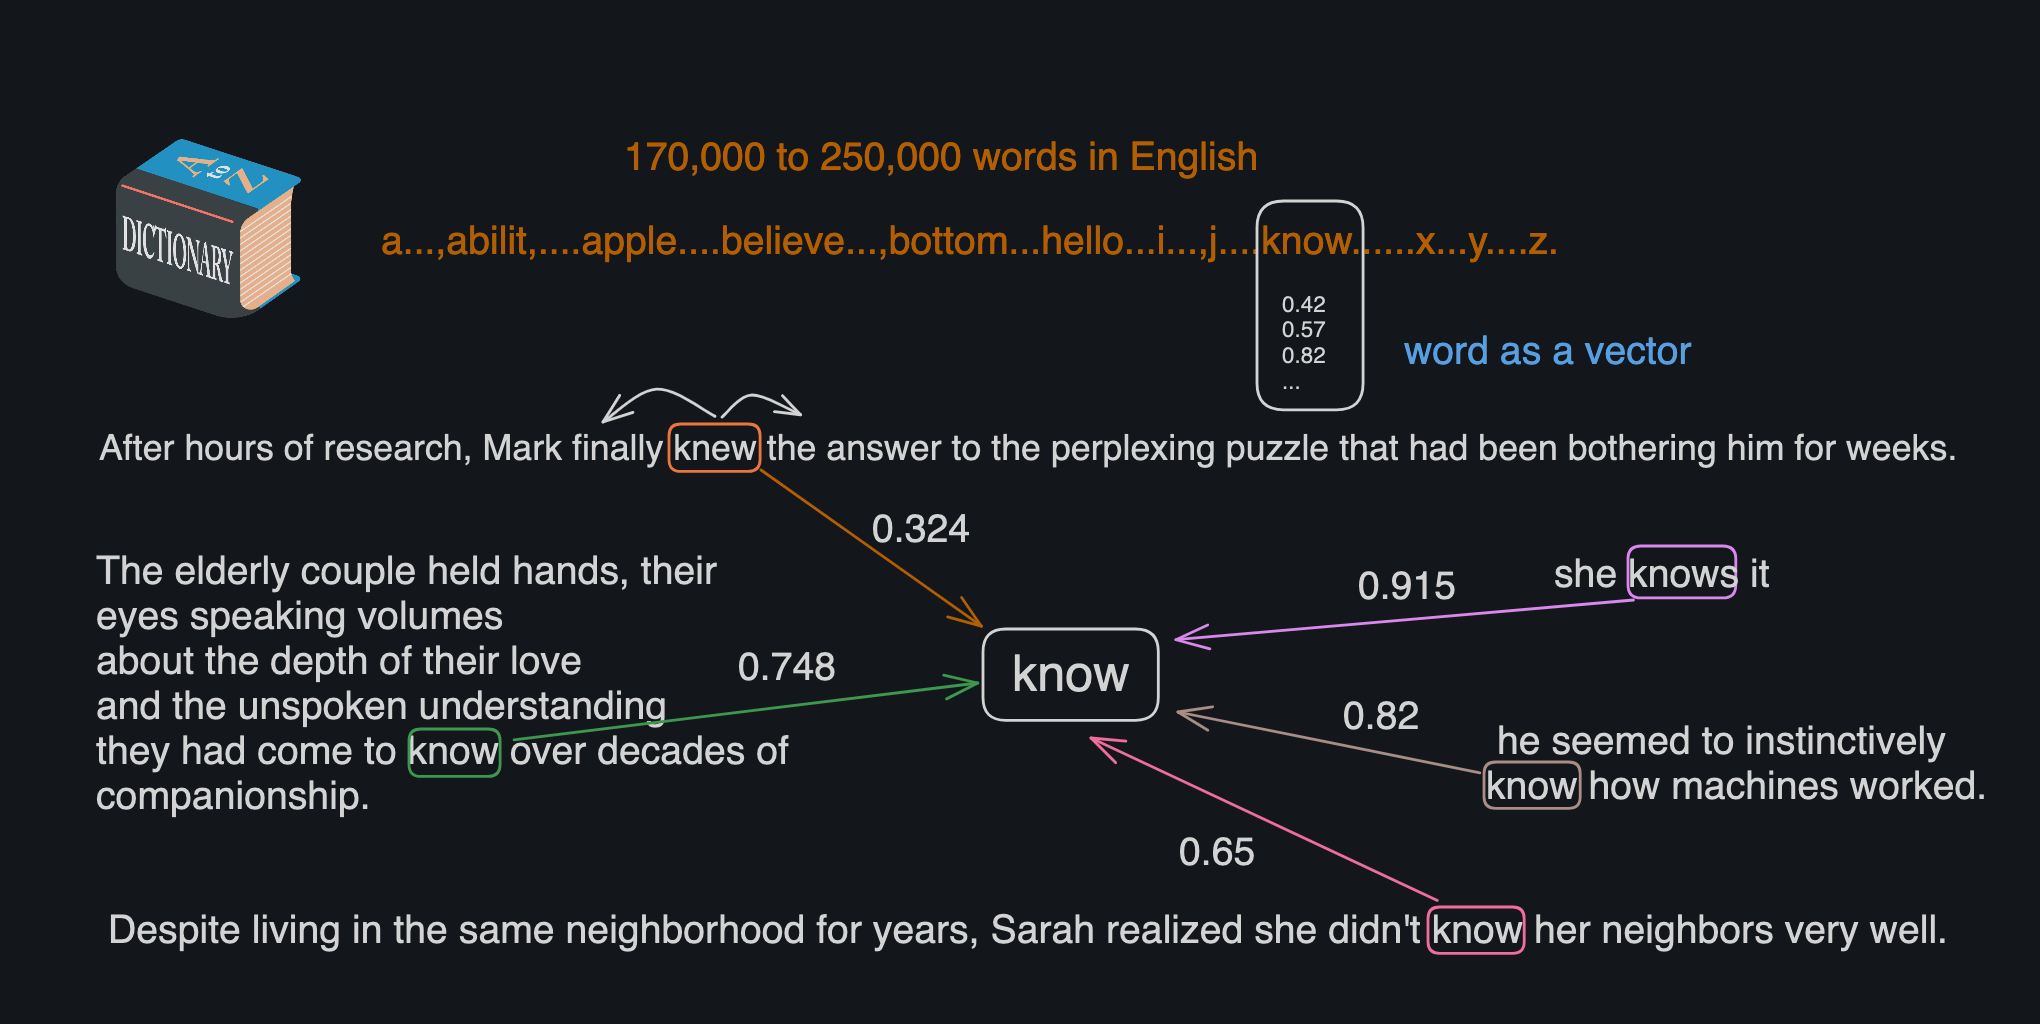 170,000 to 250,000 words in English
A to Z
DICTIONARY
a...,abilit,....apple....believe...,bottom...hello...i...,j....know......x...y....z.
0.42
0.57
0.82
...
word as a vector
After hours of research, Mark finally knew the answer to the perplexing puzzle that had been bothering him for weeks.
0.324
The elderly couple held hands, their
eyes speaking volumes
about the depth of their love
and the unspoken understanding
they had come to know over decades of
companionship.
0.748
know
0.915
she knows it
0.82
he seemed to instinctively
know how machines worked.
0.65
Despite living in the same neighborhood for years, Sarah realized she didn't know her neighbors very well.